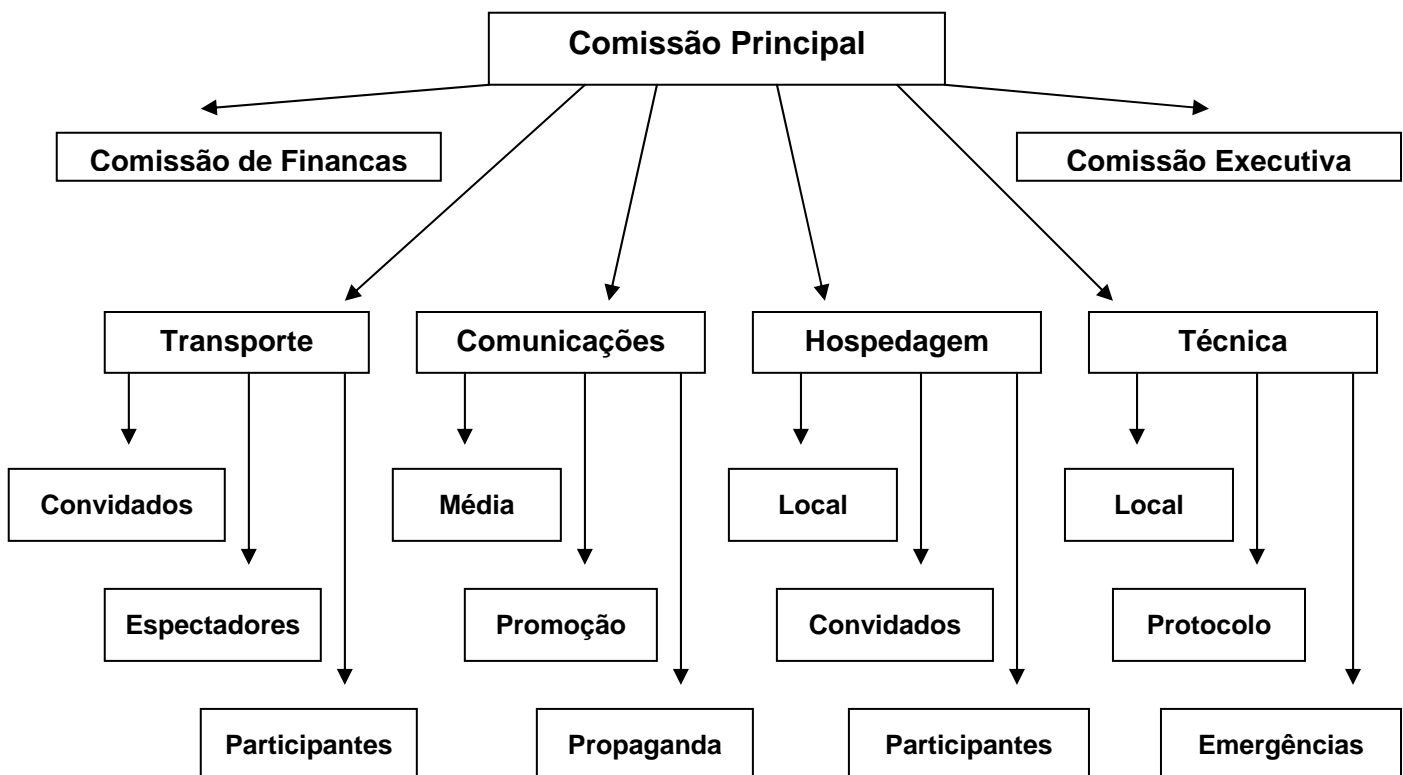 Comissão Principal
Comissão de Financas
Comissão Executiva
Transporte
Comunicações
Hospedagem
Técnica
Convidados
Média
Local
Local
Espectadores
Promoção
Convidados
Protocolo
Participantes
Propaganda
Participantes
Emergências